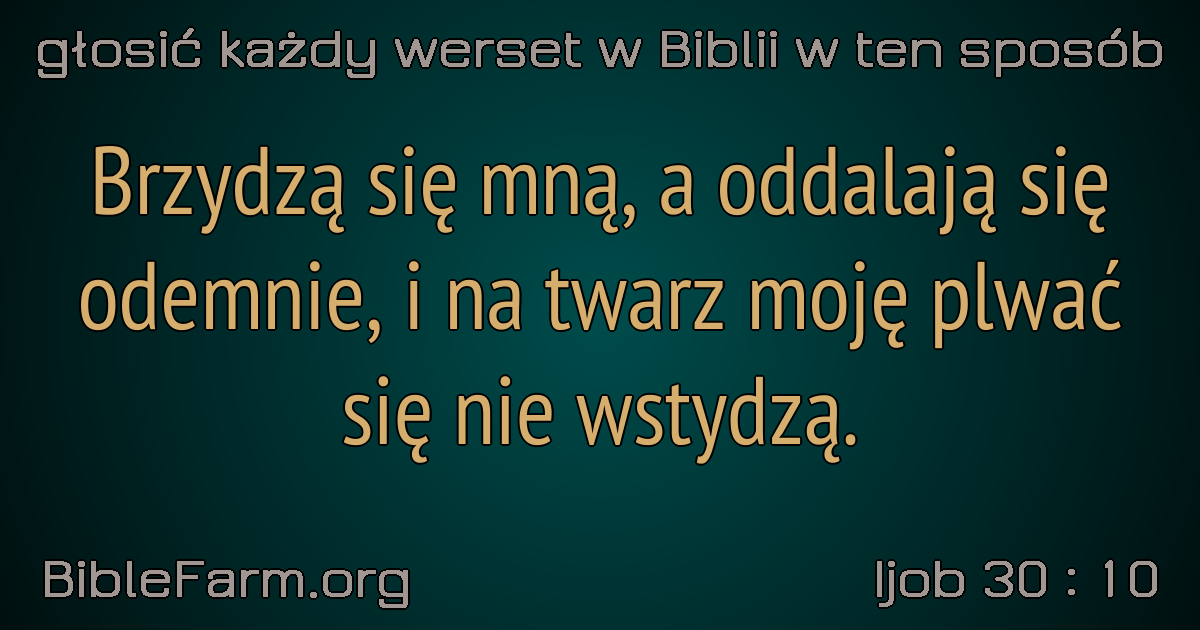 głosić każdy werset w Biblii w ten sposób
Brzydzą się mną, a oddalają się
odemnie, i na twarz moję plwać
się nie wstydzą.
BibleFarm.org
Ijob 30 : 10